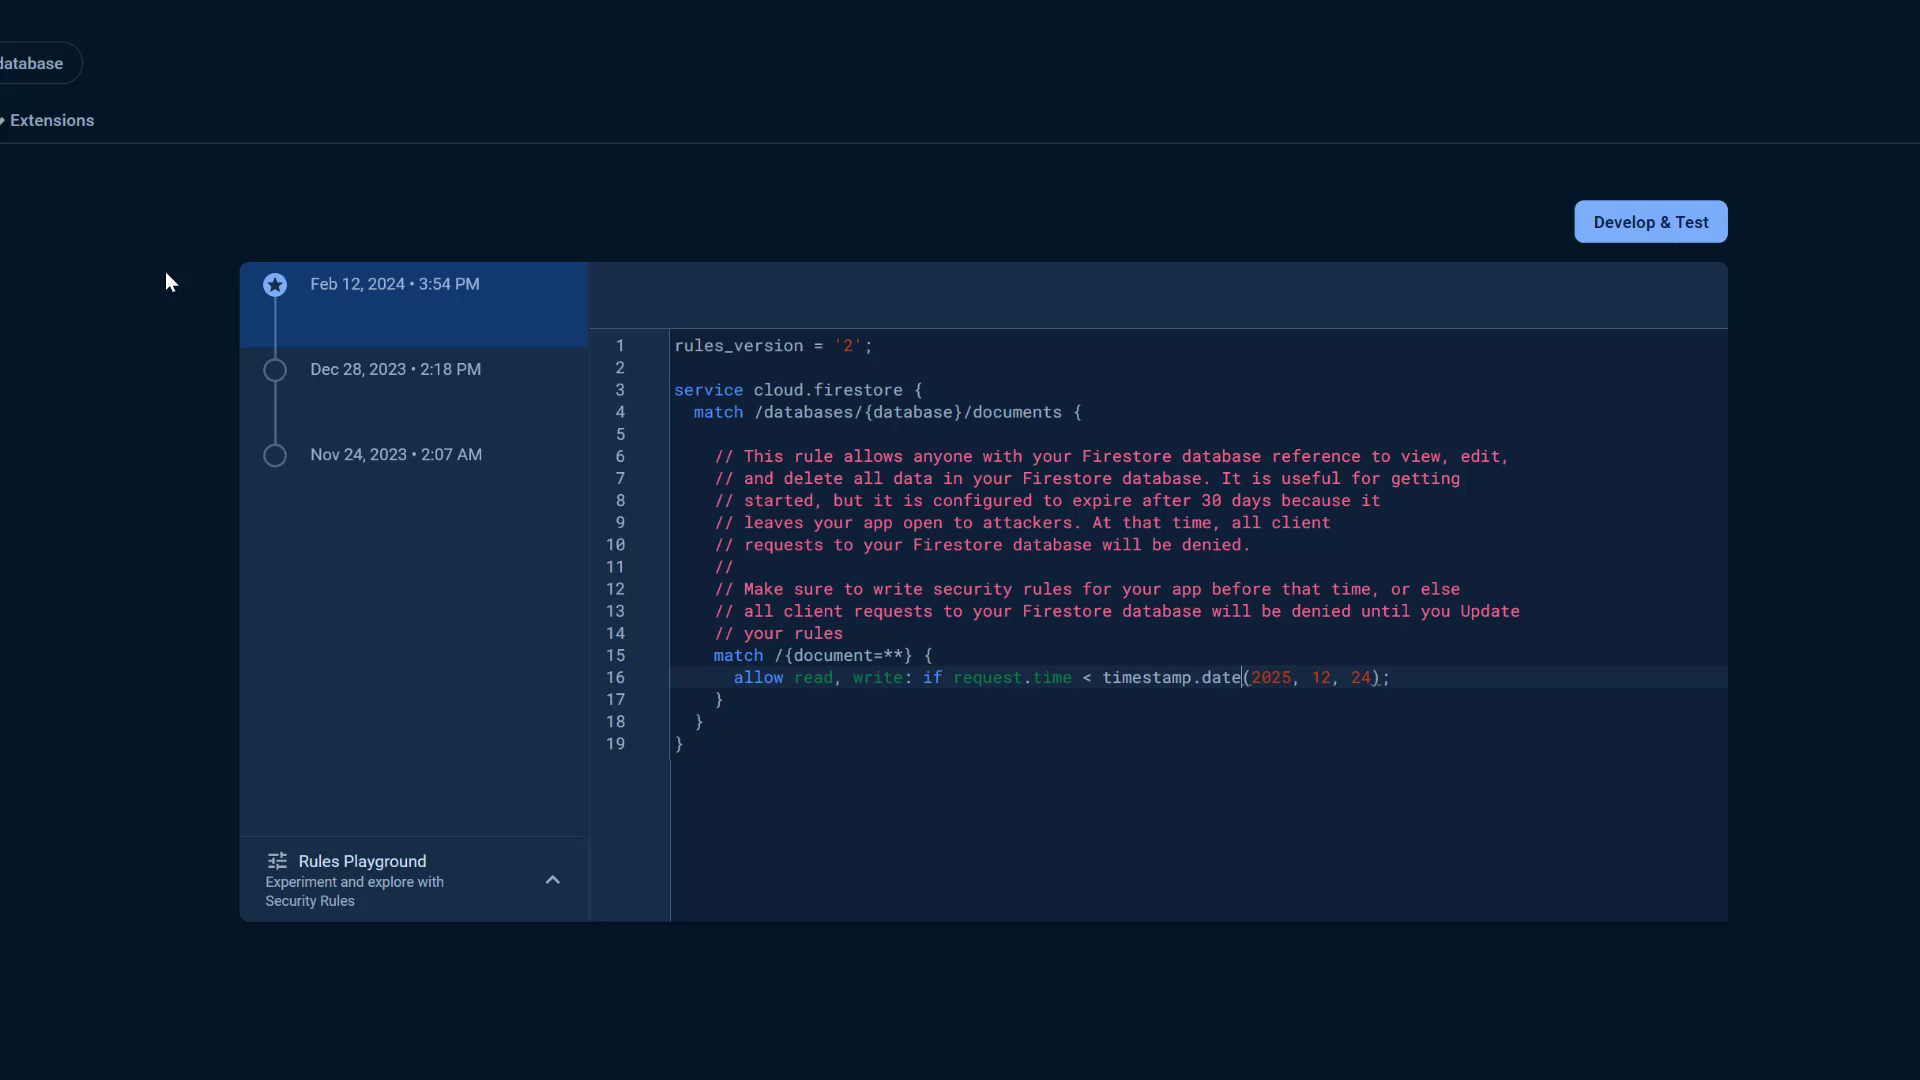 database
Extensions
Develop & Test
Feb 12, 2024 • 3:54 PM
Dec 28, 2023 • 2:18 PM
Nov 24, 2023 • 2:07 AM
1 rules_version = '2';
2
3 service cloud.firestore {
4 match /databases/{database}/documents {
5
6 // This rule allows anyone with your Firestore database reference to view, edit,
7 // and delete all data in your Firestore database. It is useful for getting
8 // started, but it is configured to expire after 30 days because it
9 // leaves your app open to attackers. At that time, all client
10 // requests to your Firestore database will be denied.
11 //
12 // Make sure to write security rules for your app before that time, or else
13 // all client requests to your Firestore database will be denied until you Update
14 // your rules
15 match /{document=**} {
16 allow read, write: if request.time < timestamp.date(2025, 12, 24);
17 }
18 }
19 }
Rules Playground
Experiment and explore with
Security Rules